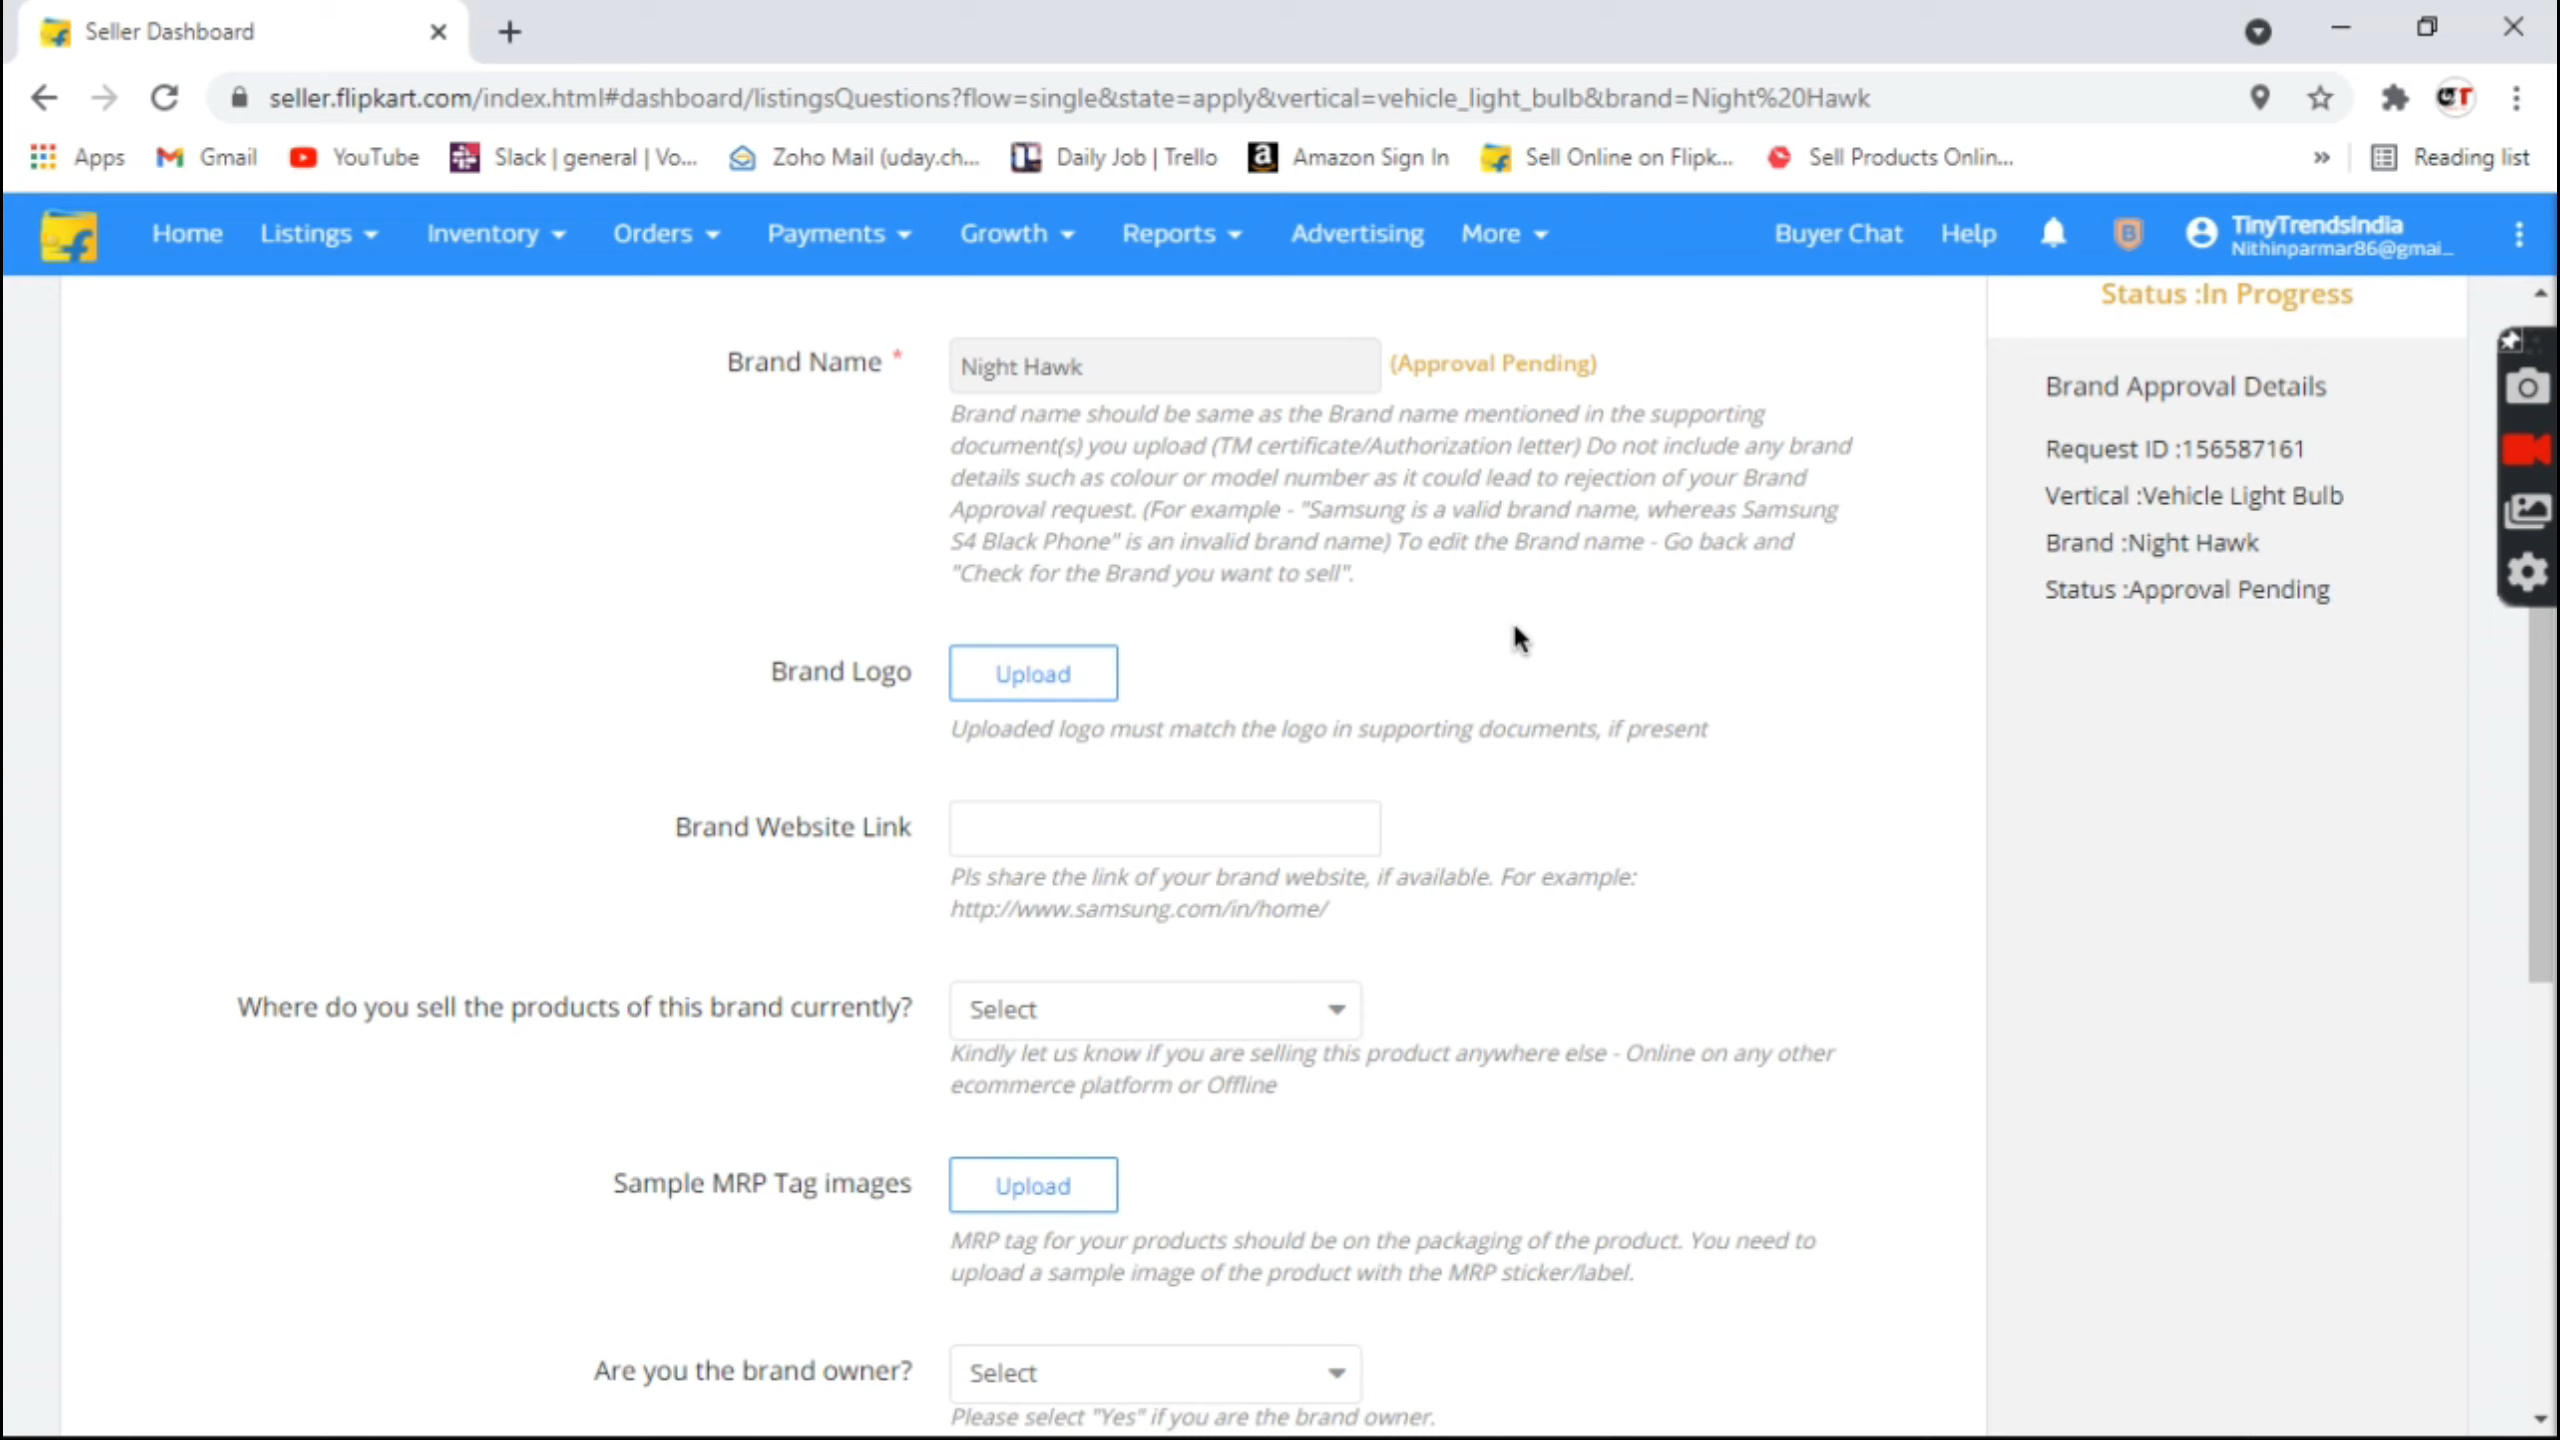 Seller Dashboard
seller.flipkart.com/index.html#dashboard/listingsQuestions?flow=single&state=apply&vertical=vehicle_light_bulb&brand=Night%20Hawk
Apps Gmail YouTube Slack | general | Vo... Zoho Mail (uday.ch... Daily Job | Trello Amazon Sign In Sell Online on Flipk... Sell Products Onlin... » Reading list
Home Listings Inventory Orders Payments Growth Reports Advertising More Buyer Chat Help TinyTrendsIndia
Nithinparmar86@gmai...
Status :In Progress
Brand Name * Night Hawk (Approval Pending)
Brand name should be same as the Brand name mentioned in the supporting
document(s) you upload (TM certificate/Authorization letter) Do not include any brand
details such as colour or model number as it could lead to rejection of your Brand
Approval request. (For example - "Samsung is a valid brand name, whereas Samsung
S4 Black Phone" is an invalid brand name) To edit the Brand name - Go back and
"Check for the Brand you want to sell".
Brand Logo Upload
Uploaded logo must match the logo in supporting documents, if present
Brand Website Link
Pls share the link of your brand website, if available. For example:
http://www.samsung.com/in/home/
Where do you sell the products of this brand currently? Select
Kindly let us know if you are selling this product anywhere else - Online on any other
ecommerce platform or Offline
Sample MRP Tag images Upload
MRP tag for your products should be on the packaging of the product. You need to
upload a sample image of the product with the MRP sticker/label.
Are you the brand owner? Select
Please select "Yes" if you are the brand owner.
Brand Approval Details
Request ID :156587161
Vertical :Vehicle Light Bulb
Brand :Night Hawk
Status :Approval Pending